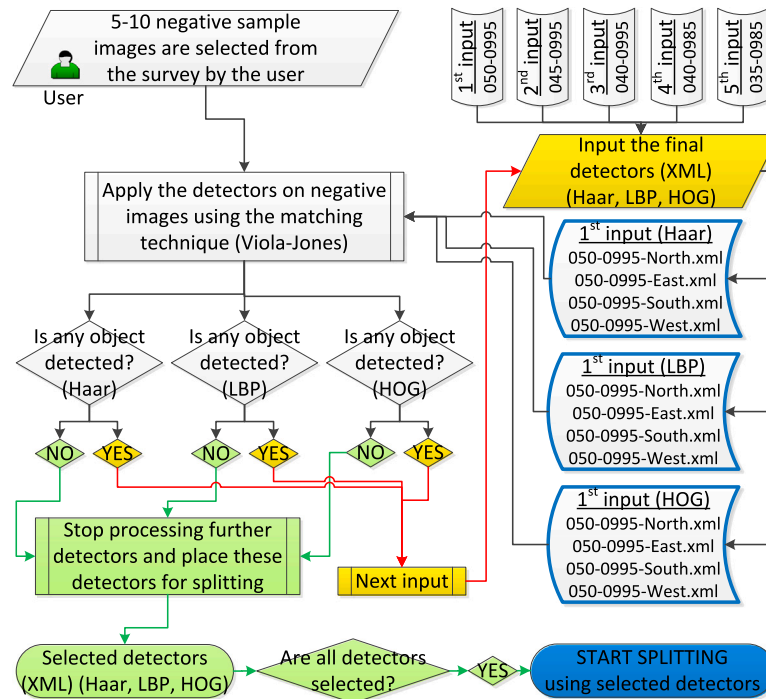 5-10 negative sample
images are selected from
the survey by the user
User
1st input
050-0995
2nd input
045-0995
3rd input
040-0995
4th input
040-0985
5th input
035-0985
Input the final
detectors (XML)
(Haar, LBP, HOG)
Apply the detectors on negative
images using the matching
technique (Viola-Jones)
1st input (Haar)
050-0995-North.xml
050-0995-East.xml
050-0995-South.xml
050-0995-West.xml
Is any object
detected?
(Haar)
Is any object
detected?
(LBP)
Is any object
detected?
(HOG)
1st input (LBP)
050-0995-North.xml
050-0995-East.xml
050-0995-South.xml
050-0995-West.xml
NO
YES
NO
YES
NO
YES
1st input (HOG)
050-0995-North.xml
050-0995-East.xml
050-0995-South.xml
050-0995-West.xml
Stop processing further
detectors and place these
detectors for splitting
Next input
Selected detectors
(XML) (Haar, LBP, HOG)
Are all detectors
selected?
YES
START SPLITTING
using selected detectors